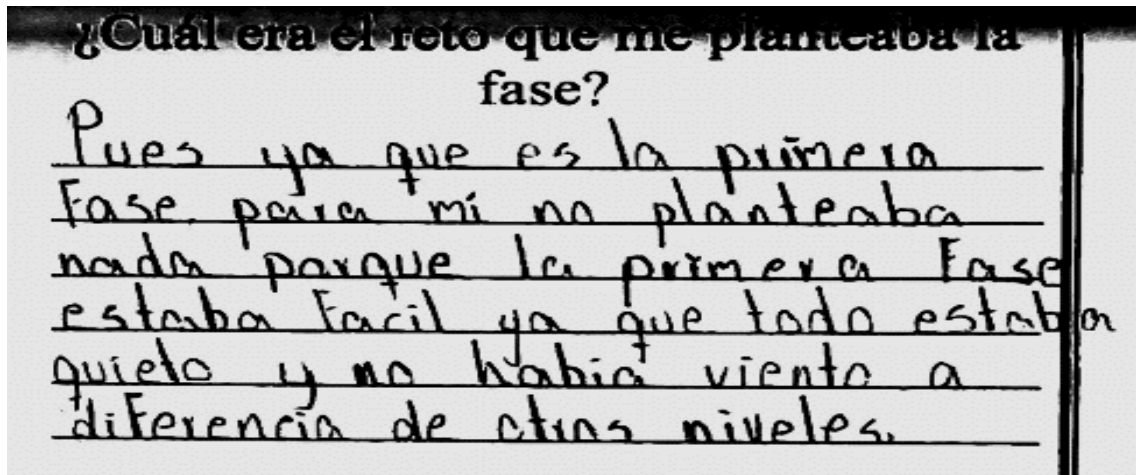 ¿Cuál era el reto que me planteaba la
fase?
Pues ya que es la primera
Fase para mí no planteaba
nada porque la primera Fase
estaba Facil ya que todo estaba
quieto y no había viento a
diferencia de otros niveles.